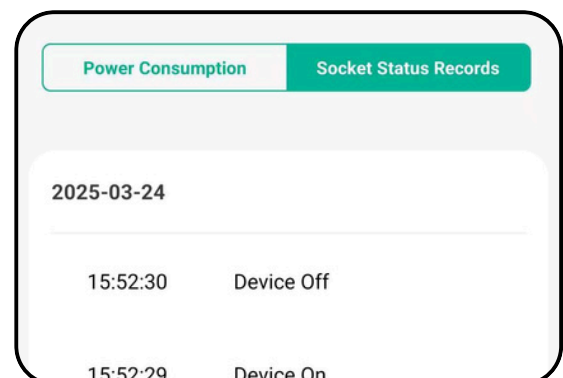 Power Consumption Socket Status Records
2025-03-24
15:52:30 Device Off
15:52:29 Device On